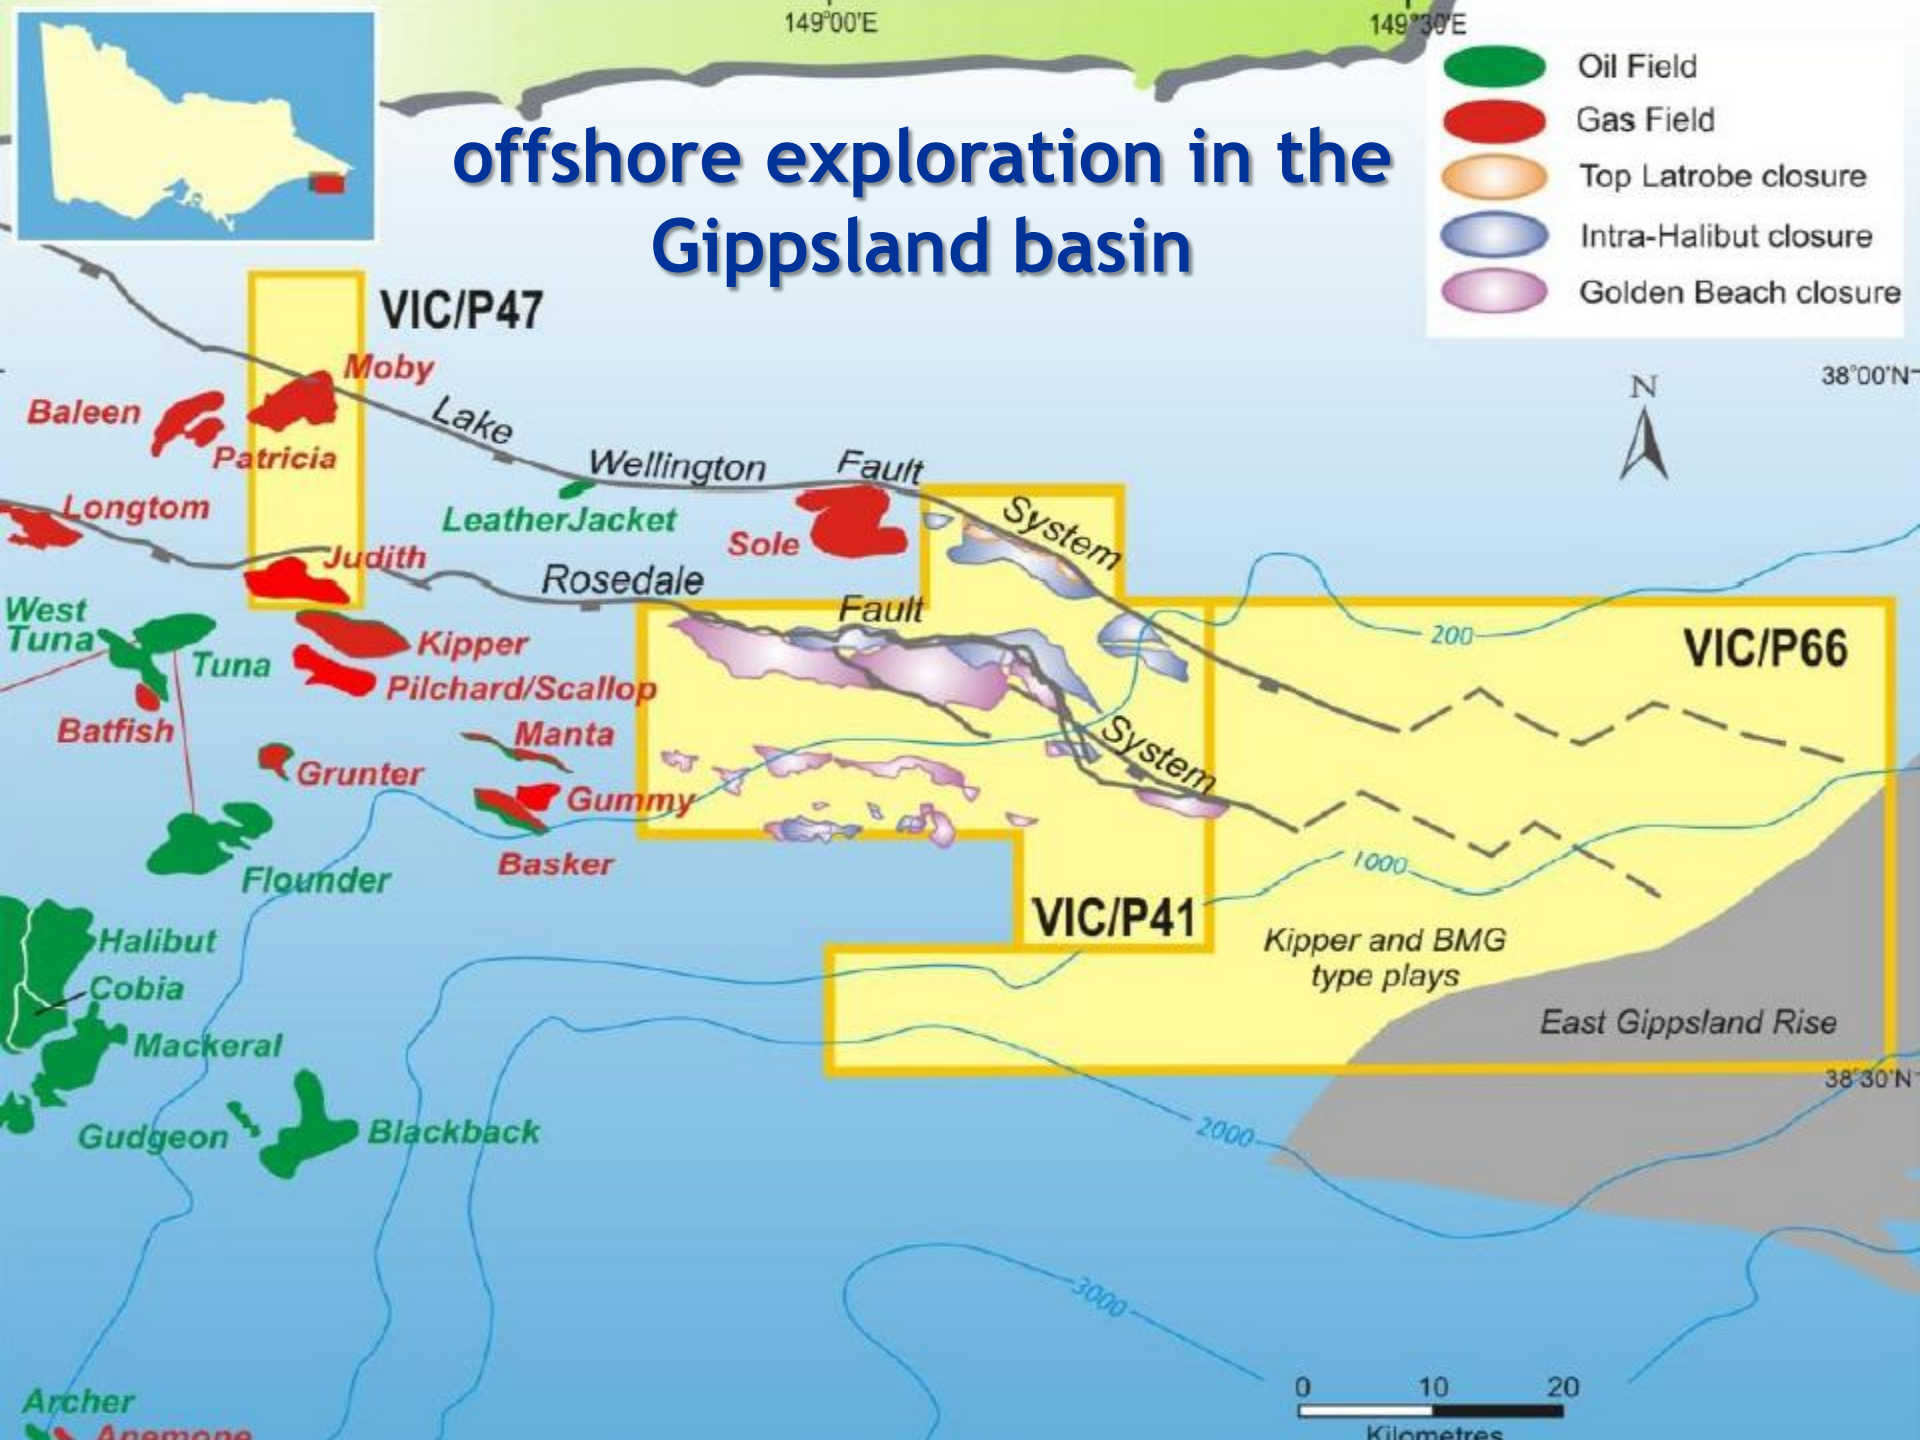 149°00'E
149°30'E
Oil Field
Gas Field
Top Latrobe closure
Intra-Halibut closure
Golden Beach closure
offshore exploration in the
Gippsland basin
VIC/P47
Moby
Baleen
Patricia
Lake
Wellington
Fault
System
N
38°00'N
Longtom
LeatherJacket
Sole
Judith
Rosedale
Fault
System
West
Tuna
Tuna
Kipper
Pilchard/Scallop
Batfish
Manta
Grunter
Gummy
Basker
Flounder
200
VIC/P66
1000
VIC/P41
Kipper and BMG
type plays
East Gippsland Rise
38°30'N
Halibut
Cobia
Mackeral
Gudgeon
Blackback
2000
3000
0 10 20
Kilometres
Archer
Anemone